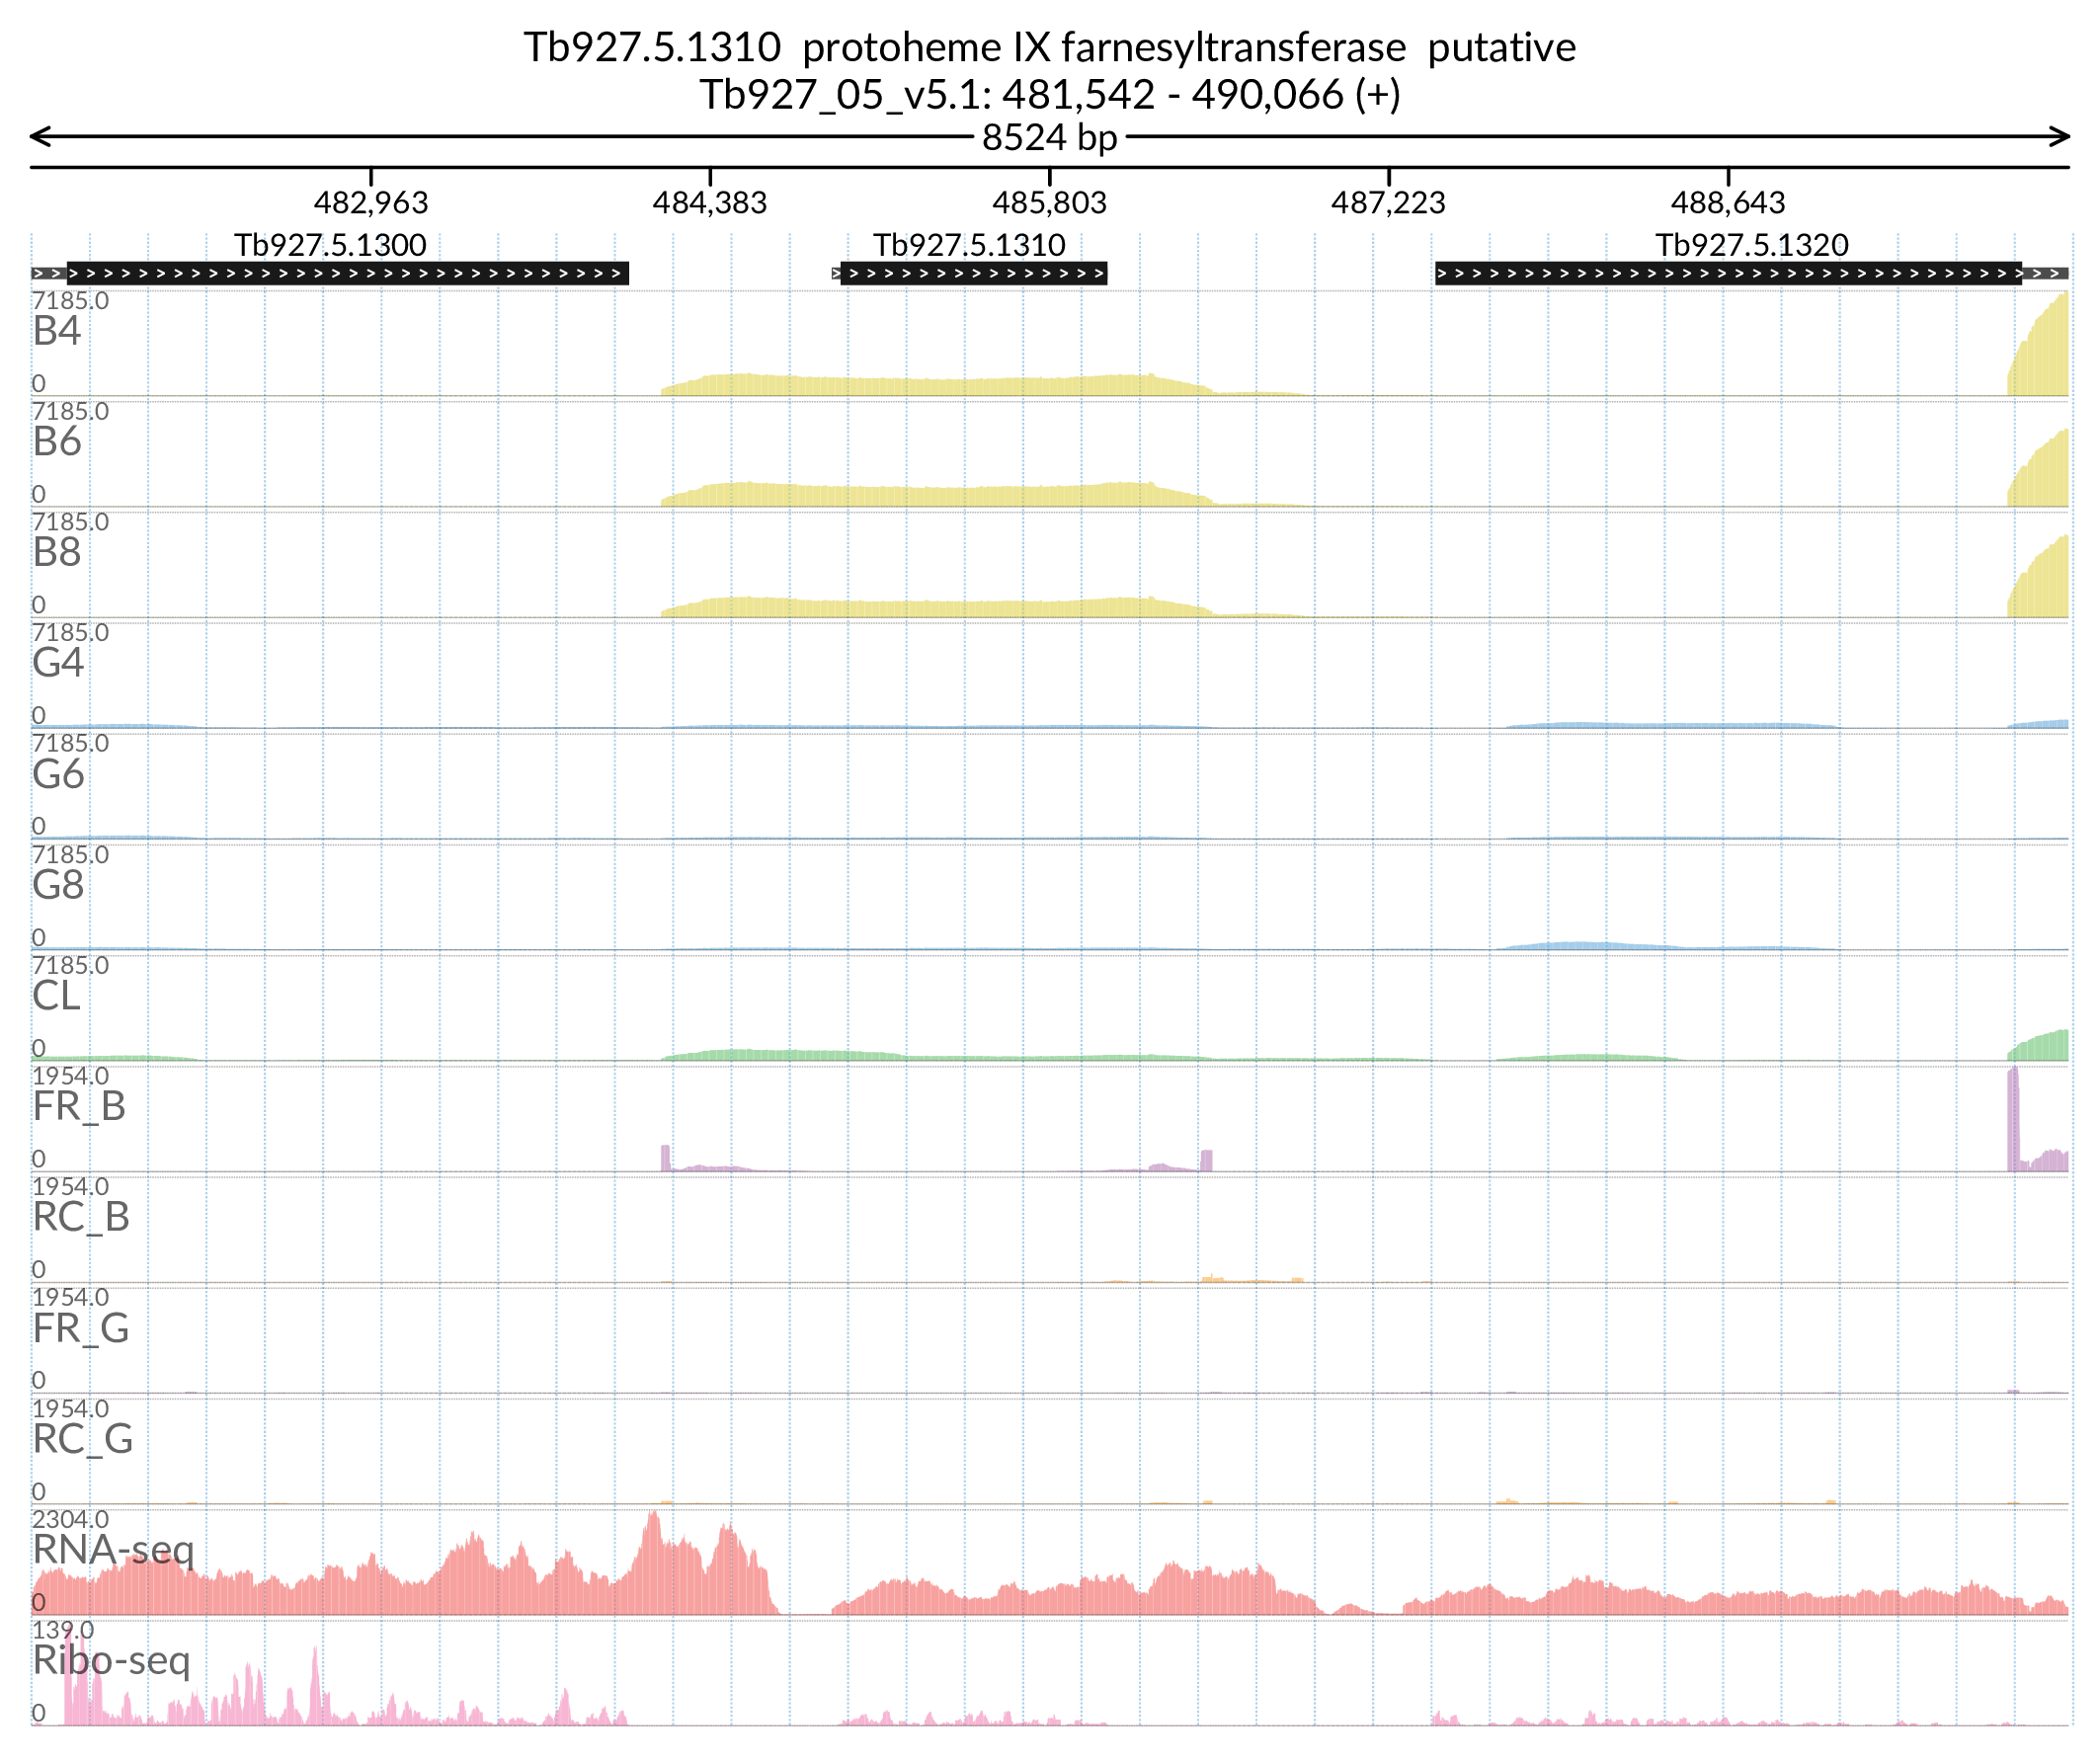 Tb927.5.1310 protoheme IX farnesyltransferase putative
Tb927_05_v5.1: 481,542 - 490,066 (+)
8524 bp
482,963 484,383 485,803 487,223 488,643
Tb927.5.1300 Tb927.5.1310 Tb927.5.1320
7185.0
B4
0
7185.0
B6
0
7185.0
B8
0
7185.0
G4
0
7185.0
G6
0
7185.0
G8
0
7185.0
CL
0
1954.0
FR_B
0
1954.0
RC_B
0
1954.0
FR_G
0
1954.0
RC_G
0
2304.0
RNA-seq
0
139.0
Ribo-seq
0